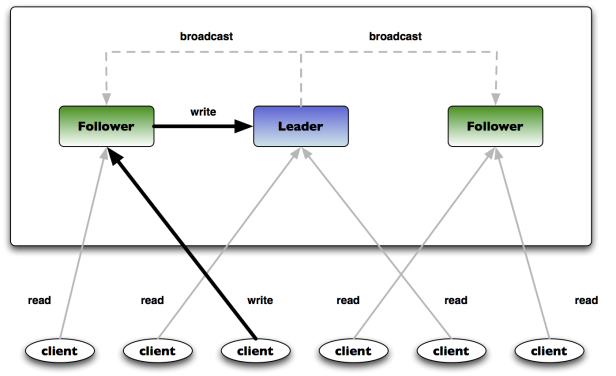 broadcast broadcast
write
Follower Leader Follower
read read write read read read
client client client client client client